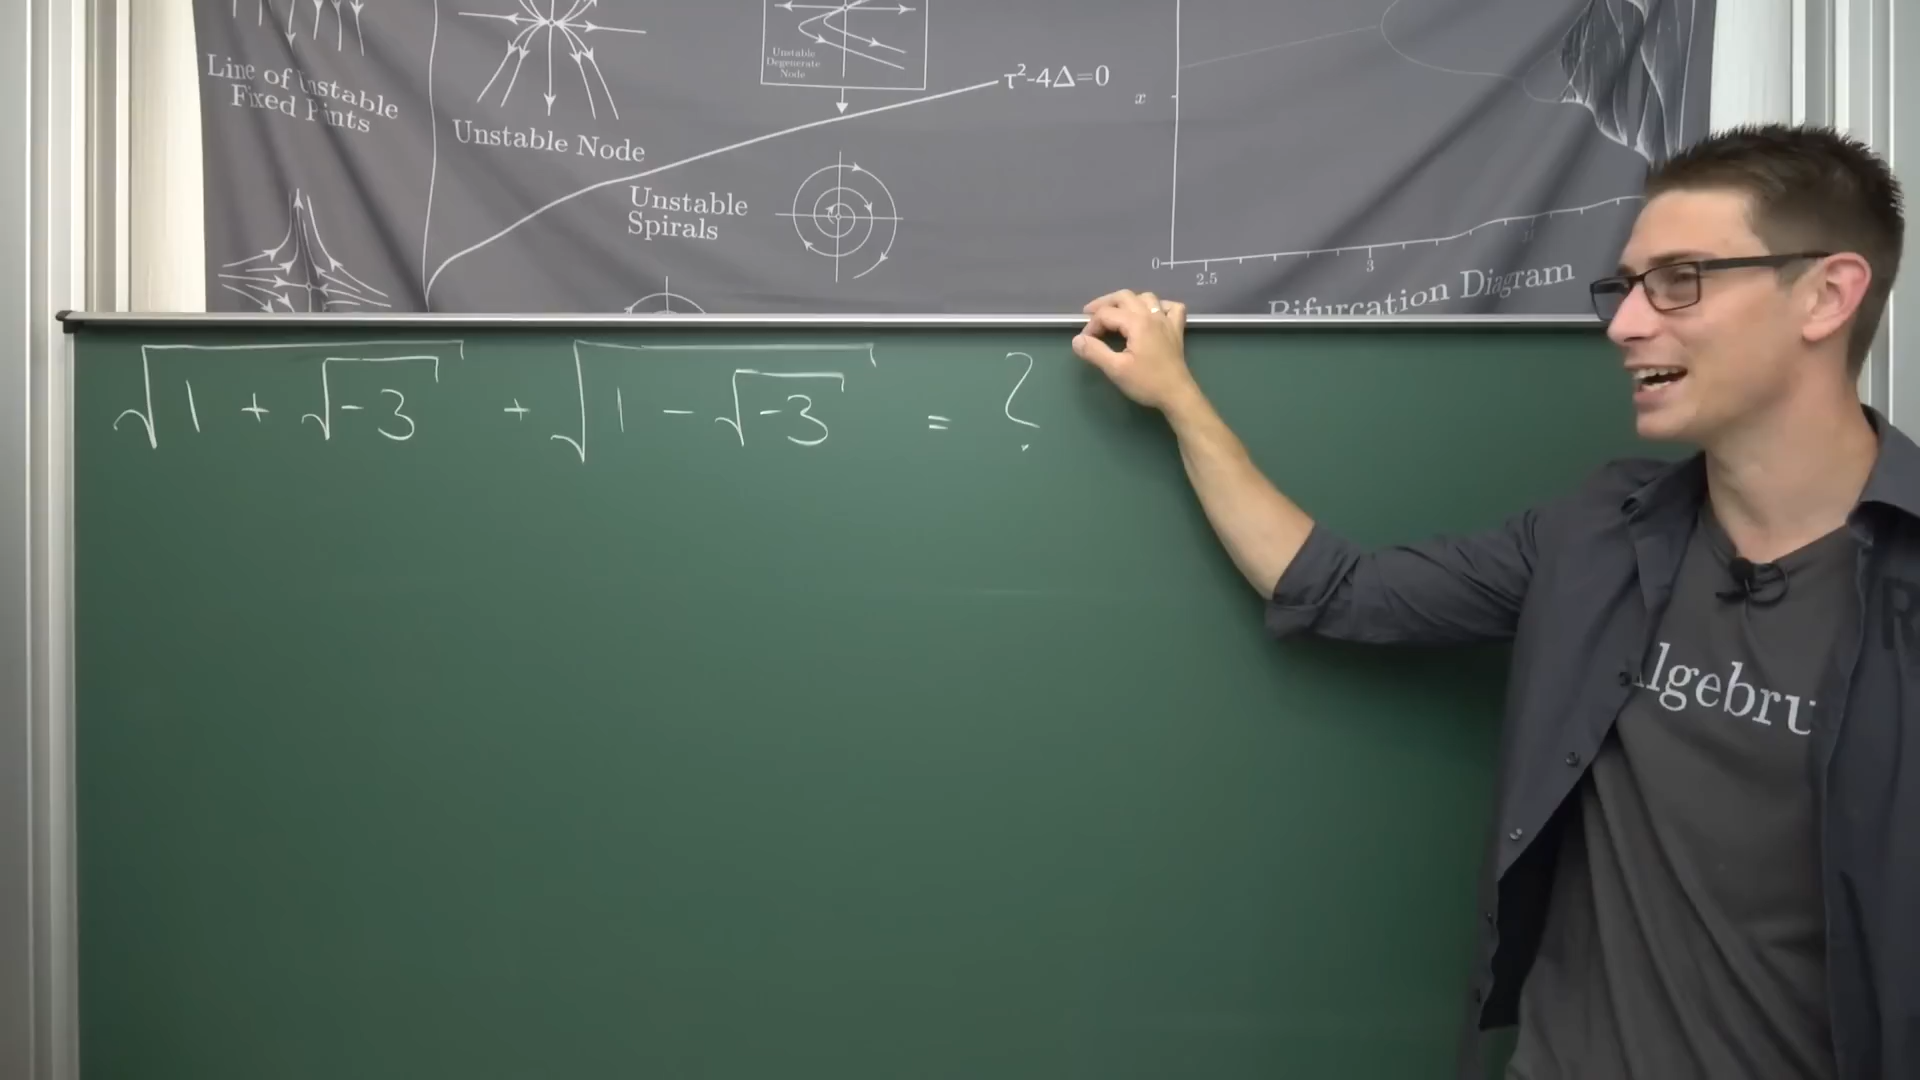 Line of Unstable
Fixed Pints
Unstable Node
Unstable
Degenerate
Node
τ²-4Δ=0
Unstable
Spirals
x
0
2.5
3
Bifurcation Diagram
√(1 + √(-3)) + √(1 - √(-3)) = ?
lgebru
R